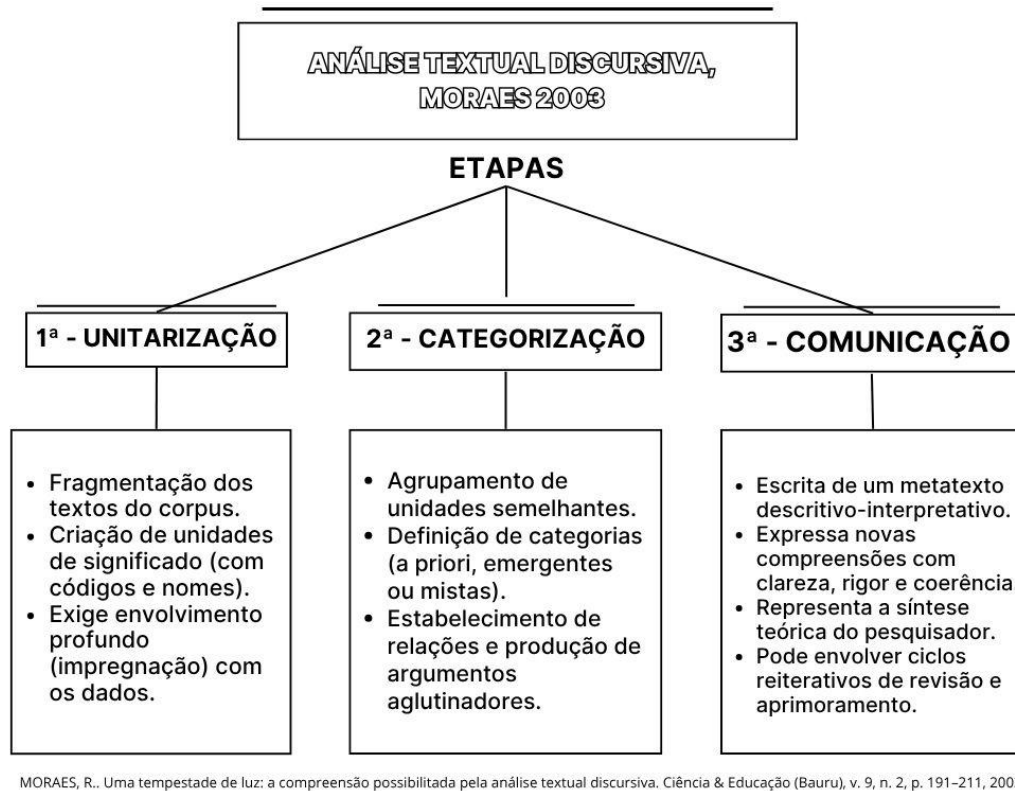 ANÁLISE TEXTUAL DISCURSIVA,
MORAES 2003
ETAPAS
1ª - UNITARIZAÇÃO
• Fragmentação dos
textos do corpus.
• Criação de unidades
de significado (com
códigos e nomes).
• Exige envolvimento
profundo
(impregnação) com
os dados.
2ª - CATEGORIZAÇÃO
• Agrupamento de
unidades semelhantes.
• Definição de categorias
(a priori, emergentes
ou mistas).
• Estabelecimento de
relações e produção de
argumentos
aglutinadores.
3ª - COMUNICAÇÃO
• Escrita de um metatexto
descritivo-interpretativo.
• Expressa novas
compreensões com
clareza, rigor e coerência
• Representa a síntese
teórica do pesquisador.
• Pode envolver ciclos
reiterativos de revisão e
aprimoramento.
MORAES, R.. Uma tempestade de luz: a compreensão possibilitada pela análise textual discursiva. Ciência & Educação (Bauru), v. 9, n. 2, p. 191–211,